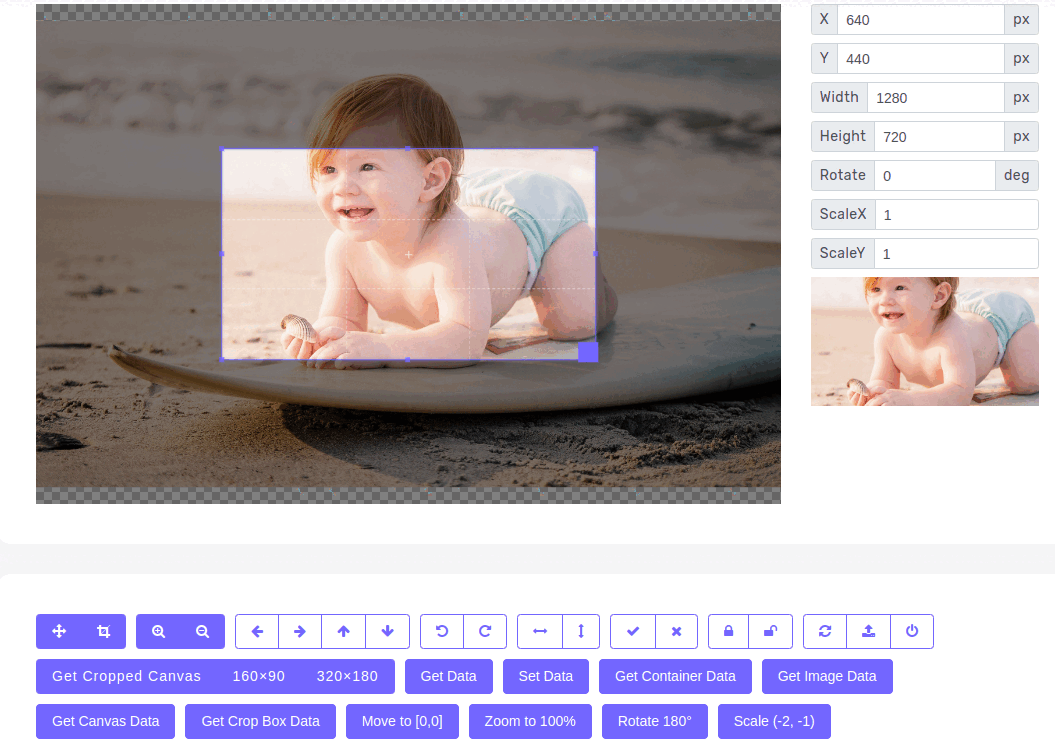 X 640 px
Y 440 px
Width 1280 px
Height 720 px
Rotate 0 deg
ScaleX 1
ScaleY 1
Get Cropped Canvas 160×90 320×180 Get Data Set Data Get Container Data Get Image Data
Get Canvas Data Get Crop Box Data Move to [0,0] Zoom to 100% Rotate 180° Scale (-2, -1)